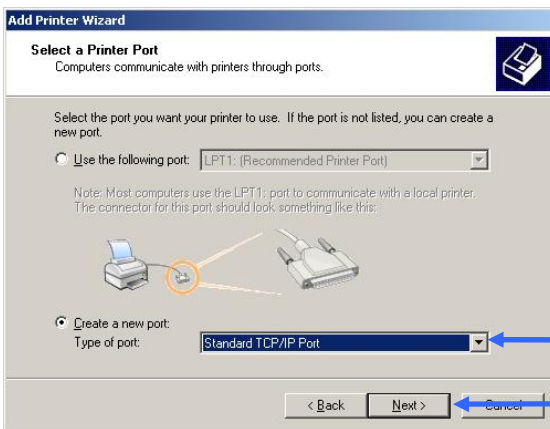 Add Printer Wizard
Select a Printer Port
Computers communicate with printers through ports.
Select the port you want your printer to use. If the port is not listed, you can create a
new port.
Use the following port: LPT1: (Recommended Printer Port)
Note: Most computers use the LPT1: port to communicate with a local printer.
The connector for this port should look something like this:
Create a new port:
Type of port: Standard TCP/IP Port
< Back Next > Cancel